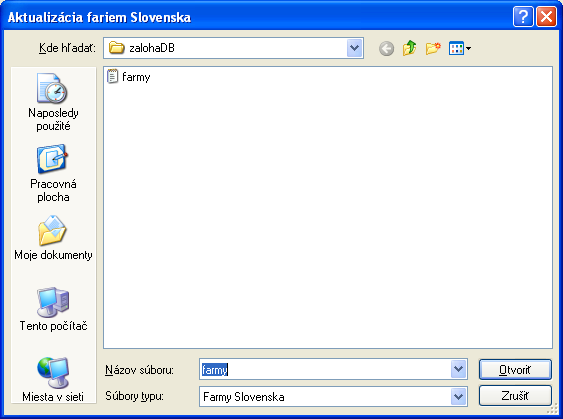 Aktualizácia fariem Slovenska
Kde hľadať:
zalohaDB
farmy
Naposledy
použité
Pracovná
plocha
Moje dokumenty
Tento počítač
Miesta v sieti
Názov súboru:
farmy
Otvoriť
Súbory typu:
Farmy Slovenska
Zrušiť